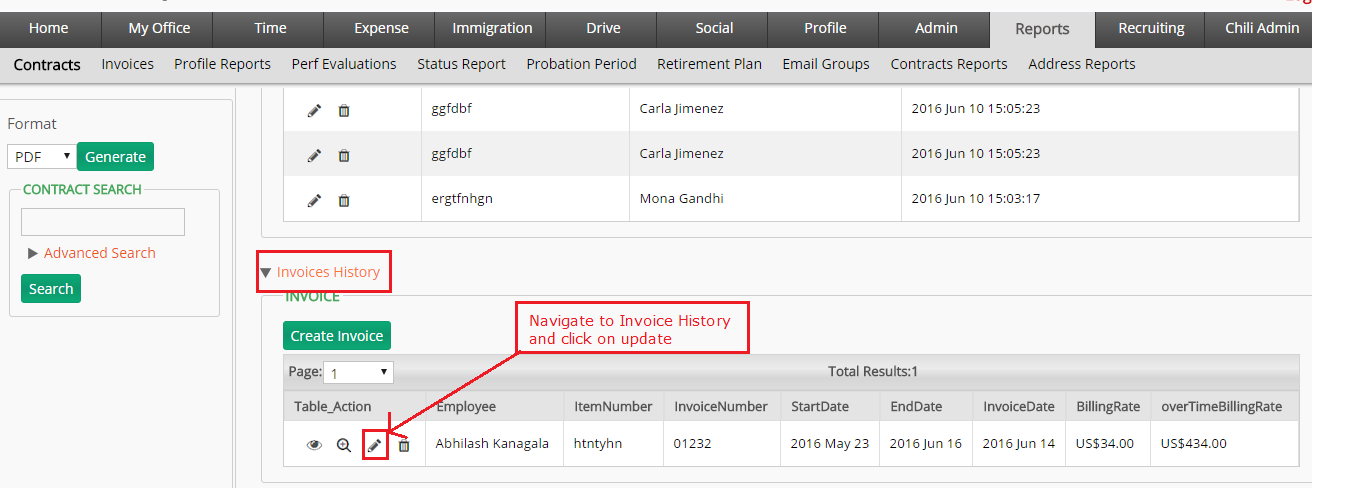 Home My Office Time Expense Immigration Drive Social Profile Admin Reports Recruiting Chili Admin
Contracts Invoices Profile Reports Perf Evaluations Status Report Probation Period Retirement Plan Email Groups Contracts Reports Address Reports
Format
PDF Generate
CONTRACT SEARCH
Advanced Search
Search
ggfdbf Carla Jimenez 2016 Jun 10 15:05:23
ggfdbf Carla Jimenez 2016 Jun 10 15:05:23
ergtfnhgn Mona Gandhi 2016 Jun 10 15:03:17
Invoices History
INVOICE
Navigate to Invoice History
and click on update
Create Invoice
Page: 1 Total Results:1
Table_Action Employee ItemNumber InvoiceNumber StartDate EndDate InvoiceDate BillingRate overTimeBillingRate
Abhilash Kanagala htntyhn 01232 2016 May 23 2016 Jun 16 2016 Jun 14 US$34.00 US$434.00